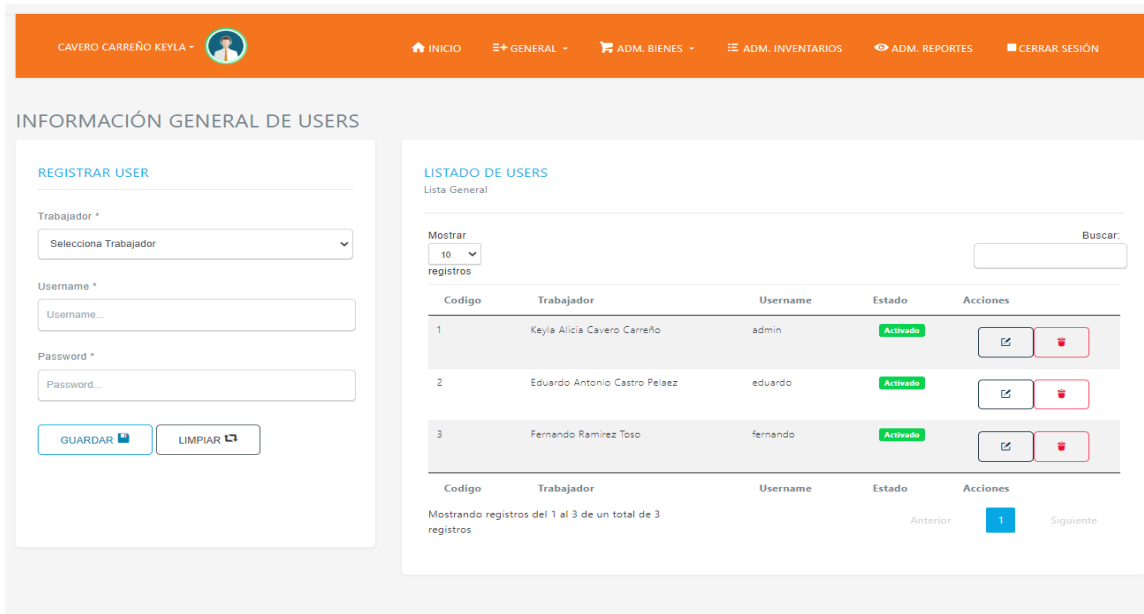 CAVERO CARREÑO KEYLA
INICIO
GENERAL
ADM. BIENES
ADM. INVENTARIOS
ADM. REPORTES
CERRAR SESIÓN
INFORMACIÓN GENERAL DE USERS
REGISTRAR USER
Trabajador *
Selecciona Trabajador
Username *
Username...
Password *
Password...
GUARDAR
LIMPIAR
LISTADO DE USERS
Lista General
Mostrar
10
registros
Buscar:
Codigo Trabajador Username Estado Acciones
1 Keyla Alicia Cavero Carreño admin Activado
2 Eduardo Antonio Castro Pelaez eduardo Activado
3 Fernando Ramirez Toso fernando Activado
Codigo Trabajador Username Estado Acciones
Mostrando registros del 1 al 3 de un total de 3
registros
Anterior 1 Siguiente